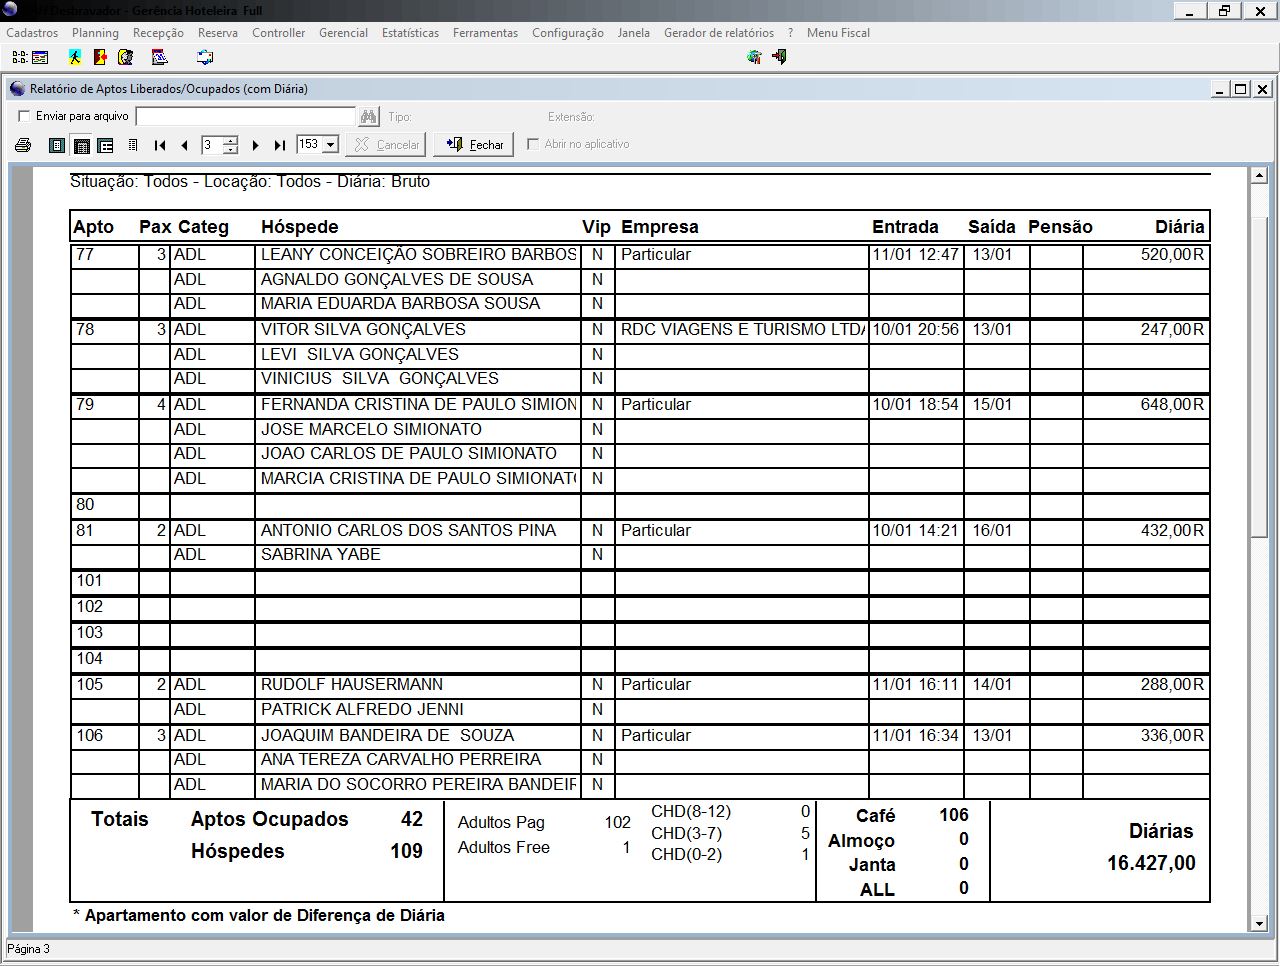 Desbravador - Gerência Hoteleira Full
Cadastros Planning Recepção Reserva Controller Gerencial Estatísticas Ferramentas Configuração Janela Gerador de relatórios ? Menu Fiscal
Relatório de Aptos Liberados/Ocupados (com Diária)
Enviar para arquivo Tipo: Extensão:
3 153 Cancelar Fechar Abrir no aplicativo
Situação: Todos - Locação: Todos - Diária: Bruto
Apto Pax Categ Hóspede Vip Empresa Entrada Saída Pensão Diária
77 3 ADL LEANY CONCEIÇÃO SOBREIRO BARBOS N Particular 11/01 12:47 13/01 520,00R
ADL AGNALDO GONÇALVES DE SOUSA N
ADL MARIA EDUARDA BARBOSA SOUSA N
78 3 ADL VITOR SILVA GONÇALVES N RDC VIAGENS E TURISMO LTDA 10/01 20:56 13/01 247,00R
ADL LEVI SILVA GONÇALVES N
ADL VINICIUS SILVA GONÇALVES N
79 4 ADL FERNANDA CRISTINA DE PAULO SIMION N Particular 10/01 18:54 15/01 648,00R
ADL JOSE MARCELO SIMIONATO N
ADL JOAO CARLOS DE PAULO SIMIONATO N
ADL MARCIA CRISTINA DE PAULO SIMIONATO N
80
81 2 ADL ANTONIO CARLOS DOS SANTOS PINA N Particular 10/01 14:21 16/01 432,00R
ADL SABRINA YABE N
101
102
103
104
105 2 ADL RUDOLF HAUSERMANN N Particular 11/01 16:11 14/01 288,00R
ADL PATRICK ALFREDO JENNI N
106 3 ADL JOAQUIM BANDEIRA DE SOUZA N Particular 11/01 16:34 13/01 336,00R
ADL ANA TEREZA CARVALHO PERREIRA N
ADL MARIA DO SOCORRO PEREIRA BANDEIR N
Totais Aptos Ocupados 42
Hóspedes 109
Adultos Pag 102
Adultos Free 1
CHD(8-12) 0
CHD(3-7) 5
CHD(0-2) 1
Café 106
Almoço 0
Janta 0
ALL 0
Diárias
16.427,00
* Apartamento com valor de Diferença de Diária
Página 3